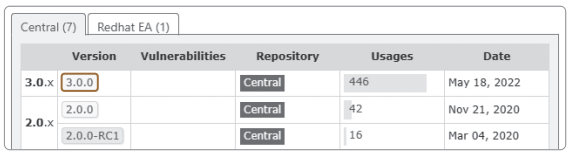 Central (7) Redhat EA (1)
Version Vulnerabilities Repository Usages Date
3.0.x 3.0.0 Central 446 May 18, 2022
2.0.x
2.0.0 Central 42 Nov 21, 2020
2.0.0-RC1 Central 16 Mar 04, 2020